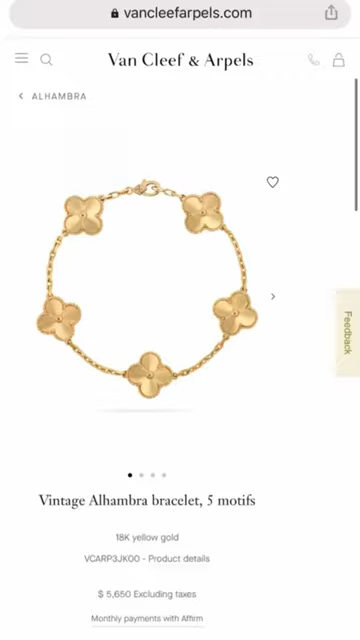 vancleefarpels.com
Van Cleef & Arpels
ALHAMBRA
Feedback
Vintage Alhambra bracelet, 5 motifs
18K yellow gold
VCARP3JK00 - Product details
$ 5,650 Excluding taxes
Monthly payments with Affirm